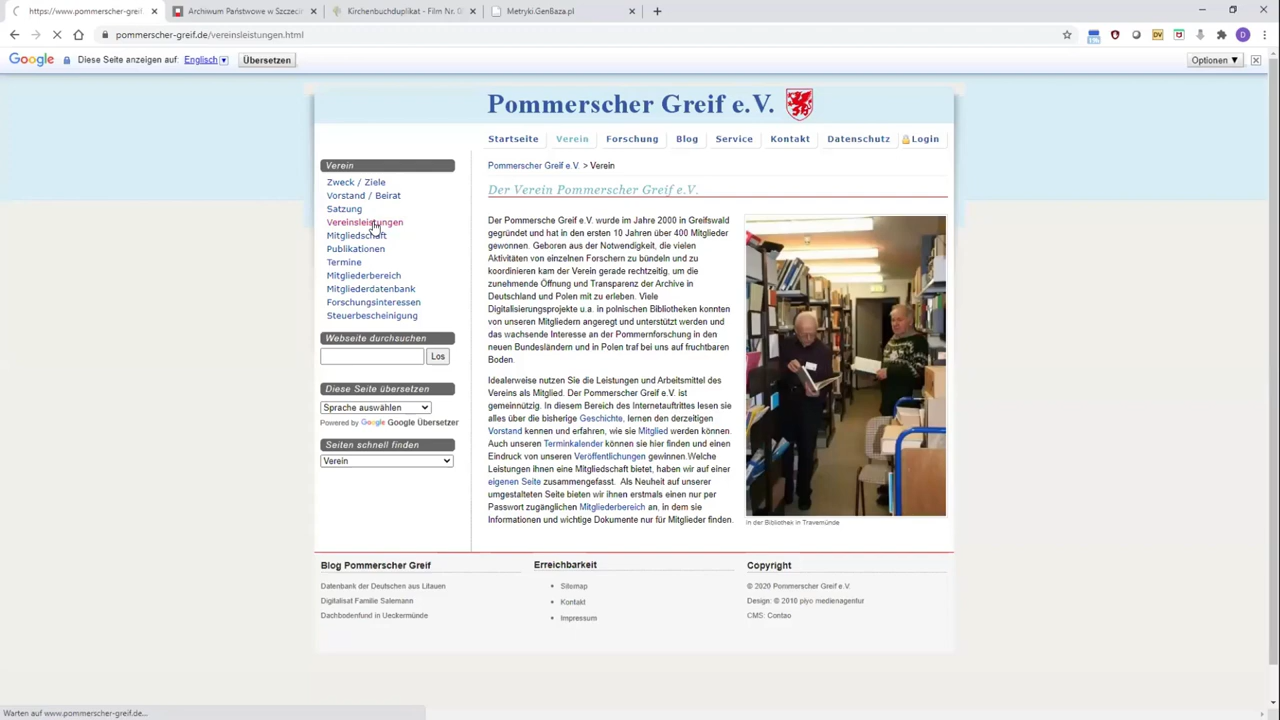 https://www.pommerscher-greif.
Archiwum Państwowe w Szczecin
Kirchenbuchduplikat - Film Nr. 0
Metryki.GenBaza.pl
pommerscher-greif.de/vereinsleistungen.html
Google Diese Seite anzeigen auf: Englisch Übersetzen Optionen
Pommerscher Greif e.V.
Startseite Verein Forschung Blog Service Kontakt Datenschutz Login
Verein
Zweck / Ziele
Vorstand / Beirat
Satzung
Vereinsleistungen
Mitgliedschaft
Publikationen
Termine
Mitgliederbereich
Mitgliederdatenbank
Forschungsinteressen
Steuerbescheinigung
Webseite durchsuchen
Los
Diese Seite übersetzen
Sprache auswählen
Powered by Google Google Übersetzer
Seiten schnell finden
Verein
Pommerscher Greif e.V. > Verein
Der Verein Pommerscher Greif e.V.
Der Pommersche Greif e.V. wurde im Jahre 2000 in Greifswald
gegründet und hat in den ersten 10 Jahren über 400 Mitglieder
gewonnen. Geboren aus der Notwendigkeit, die vielen
Aktivitäten von einzelnen Forschern zu bündeln und zu
koordinieren kam der Verein gerade rechtzeitig, um die
zunehmende Öffnung und Transparenz der Archive in
Deutschland und Polen mit zu erleben. Viele
Digitalisierungsprojekte u.a. in polnischen Bibliotheken konnten
von unseren Mitgliedern angeregt und unterstützt werden und
das wachsende Interesse an der Pommernforschung in den
neuen Bundesländern und in Polen traf bei uns auf fruchtbaren
Boden.
Idealerweise nutzen Sie die Leistungen und Arbeitsmittel des
Vereins als Mitglied. Der Pommerscher Greif e.V. ist
gemeinnützig. In diesem Bereich des Internetauftrittes lesen sie
alles über die bisherige Geschichte, lernen den derzeitigen
Vorstand kennen und erfahren, wie sie Mitglied werden können.
Auch unseren Terminkalender können sie hier finden und einen
Eindruck von unseren Veröffentlichungen gewinnen.Welche
Leistungen ihnen eine Mitgliedschaft bietet, haben wir auf einer
eigenen Seite zusammengefasst. Als Neuheit auf unserer
umgestalteten Seite bieten wir ihnen erstmals einen nur per
Passwort zugänglichen Mitgliederbereich an, in dem sie
Informationen und wichtige Dokumente nur für Mitglieder finden.
in der Bibliothek in Travemünde
Blog Pommerscher Greif
Datenbank der Deutschen aus Litauen
Digitalisat Familie Salemann
Dachbodenfund in Ueckermünde
Erreichbarkeit
Sitemap
Kontakt
Impressum
Copyright
© 2020 Pommerscher Greif e.V.
Design: © 2010 piyo medienagentur
CMS: Contao
Warten auf www.pommerscher-greif.de...